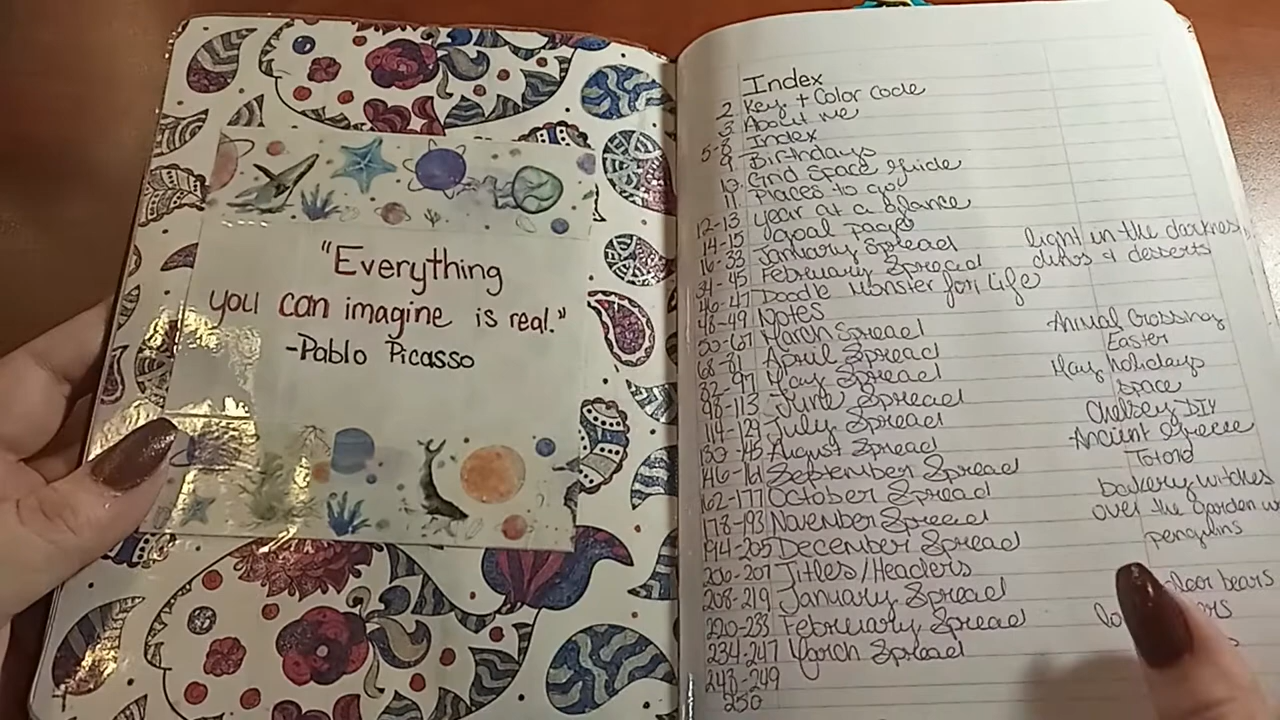 "Everything
you can imagine is real."
-Pablo Picasso
Index
2 Key + Color Code
3 About me
5-8 Index
9 Birthdays
10 Grid Space Guide
11 Places to go
12-13 year at a glance
14-15 goal page
16-33 January Spread light in the darkness
34-45 February Spread dinos & desserts
46-47 Doodle Monster for life
48-49 Notes
50-67 March Spread Animal Crossing
68-81 April Spread Easter
82-97 May Spread May holidays
98-113 June Spread space
114-129 July Spread Chelsey DIY
130-145 August Spread Ancient Greece
146-161 September Spread Totoro
162-177 October Spread bakery witches
178-193 November Spread over the garden w
194-205 December Spread penguins
206-207 Titles/Headers
208-219 January Spread bears
220-233 February Spread
234-247 March Spread
248-249
250